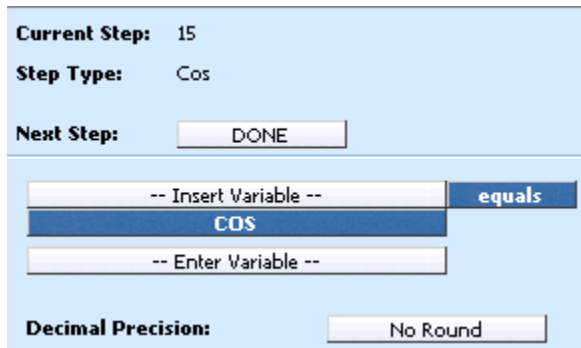 Current Step: 15
Step Type: Cos
Next Step: DONE
-- Insert Variable -- equals
COS
-- Enter Variable --
Decimal Precision: No Round